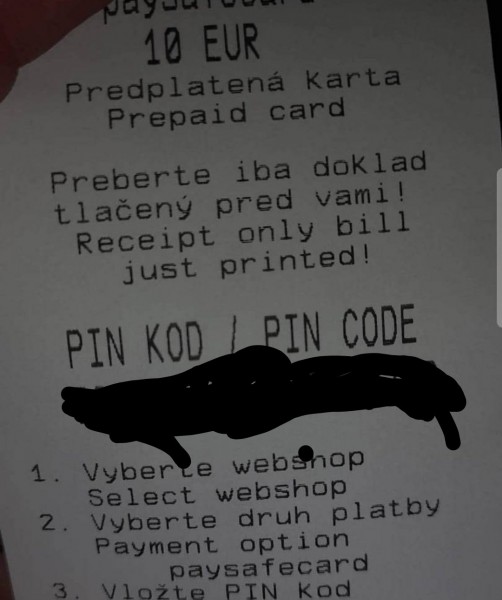 paysafecard
10 EUR
Predplatená Karta
Prepaid card
Preberte iba doklad
tlačený pred vami!
Receipt only bill
just printed!
PIN KOD / PIN CODE
1. Vyberte webshop
Select webshop
2. Vyberte druh platby
Payment option
paysafecard
3. Vložte PIN Kod